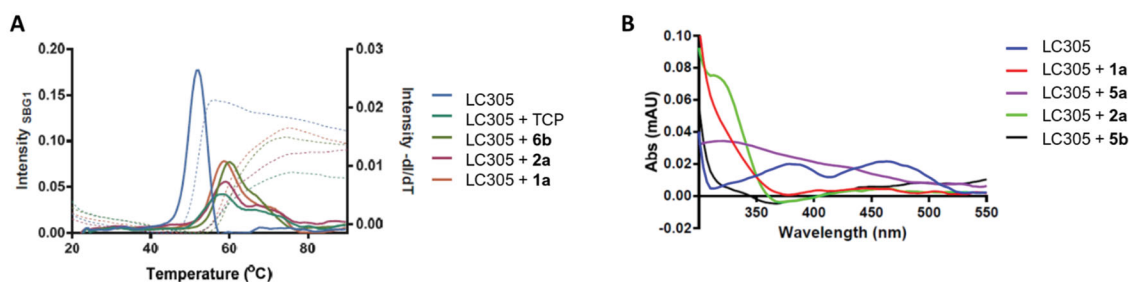 A
0.20
0.15
0.10
0.05
0.00
Intensity SBG1
20
40
60
80
Temperature (°C)
0.03
0.02
0.01
0.00
Intensity -dI/dT
LC305
LC305 + TCP
LC305 + 6b
LC305 + 2a
LC305 + 1a
B
0.10
0.08
0.06
0.04
0.02
0.00
-0.02
Abs (mAU)
350
400
450
500
550
Wavelength (nm)
LC305
LC305 + 1a
LC305 + 5a
LC305 + 2a
LC305 + 5b